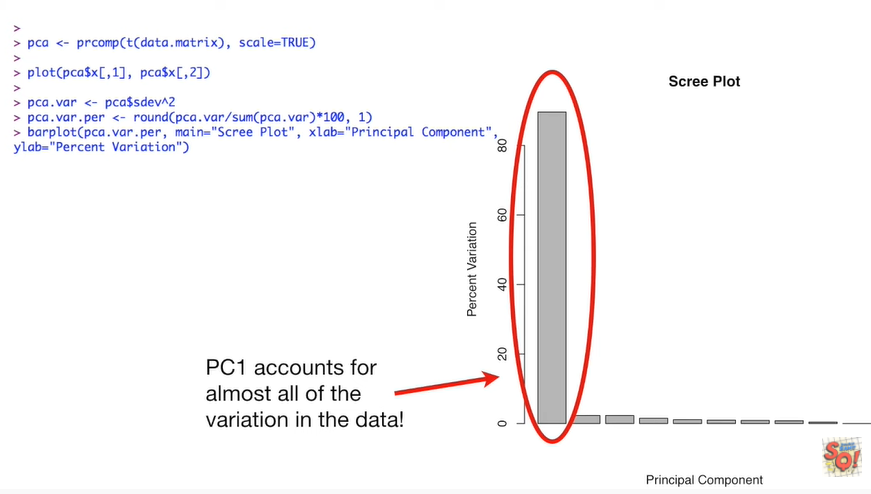 >
> pca <- prcomp(t(data.matrix), scale=TRUE)
>
> plot(pca$x[,1], pca$x[,2])
>
> pca.var <- pca$sdev^2
> pca.var.per <- round(pca.var/sum(pca.var)*100, 1)
> barplot(pca.var.per, main="Scree Plot", xlab="Principal Component",
ylab="Percent Variation")
Scree Plot
Percent Variation
80
60
40
20
0
PC1 accounts for
almost all of the
variation in the data!
Principal Component
SQ!